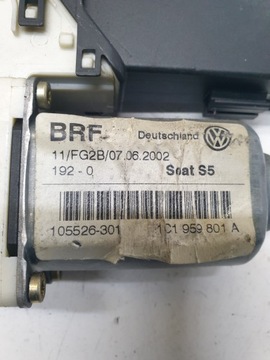 BRF Deutschland
11/FG2B/07.06.2002
192-0 Seat S5
105526-301 1C1 959 801 A